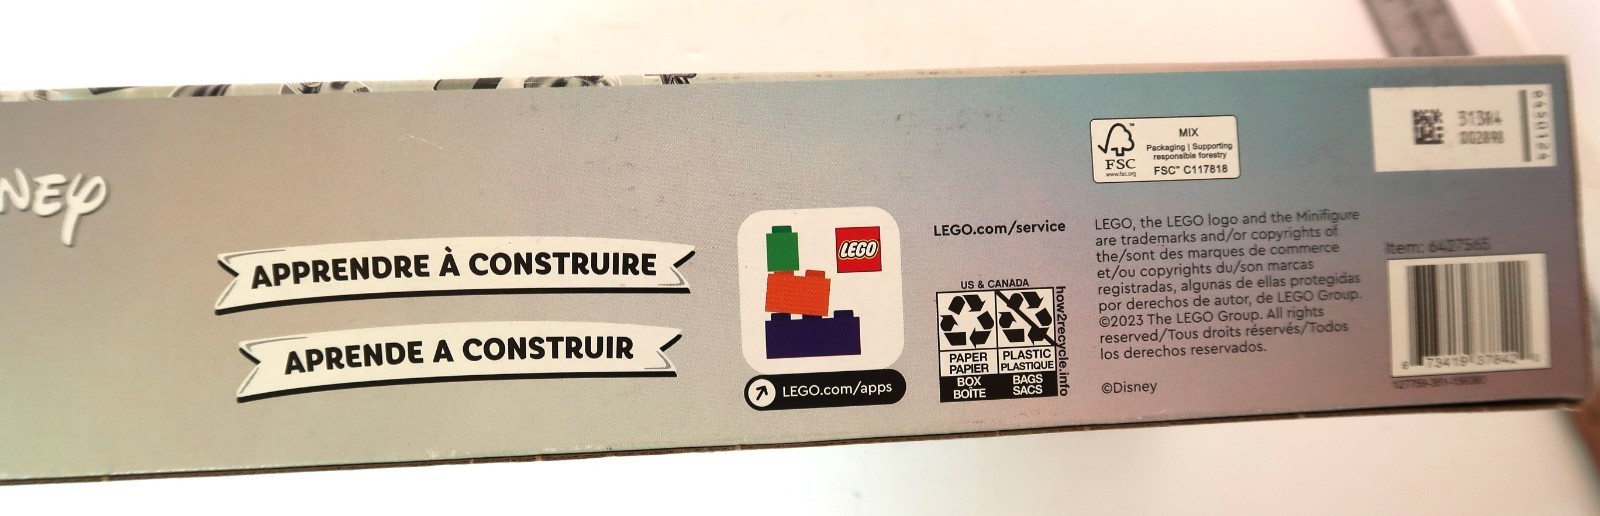 DISNEY
APPRENDRE À CONSTRUIRE
APRENDE A CONSTRUIR
LEGO
LEGO.com/apps
LEGO.com/service
US & CANADA
PAPER
PAPIER
BOX
BOÎTE
PLASTIC
PLASTIQUE
BAGS
SACS
how2recycle.info
FSC
www.fsc.org
MIX
Packaging | Supporting
responsible forestry
FSC™ C117818
LEGO, the LEGO logo and the Minifigure
are trademarks and/or copyrights of
the/sont des marques de commerce
et/ou copyrights du/son marcas
registradas, algunas de ellas protegidas
por derechos de autor, de LEGO Group.
©2023 The LEGO Group. All rights
reserved/Tous droits réservés/Todos
los derechos reservados.
©Disney
Item: 6427565